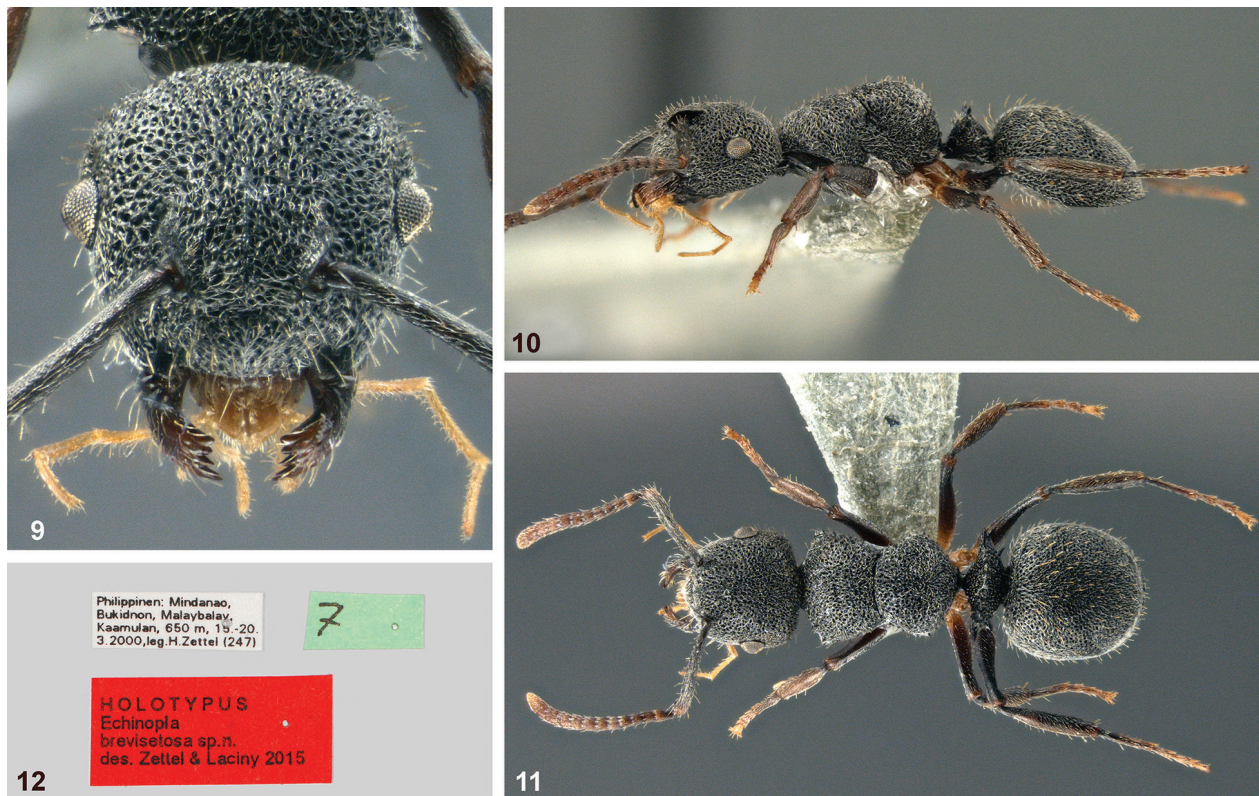 9
10
Philippinen: Mindanao,
Bukidnon, Malaybalay,
Kaamulan, 650 m, 15.-20.
3.2000,leg.H.Zettel (247)
7
HOLOTYPUS
Echinopla
brevisetosa sp.n.
des. Zettel & Laciny 2015
12
11